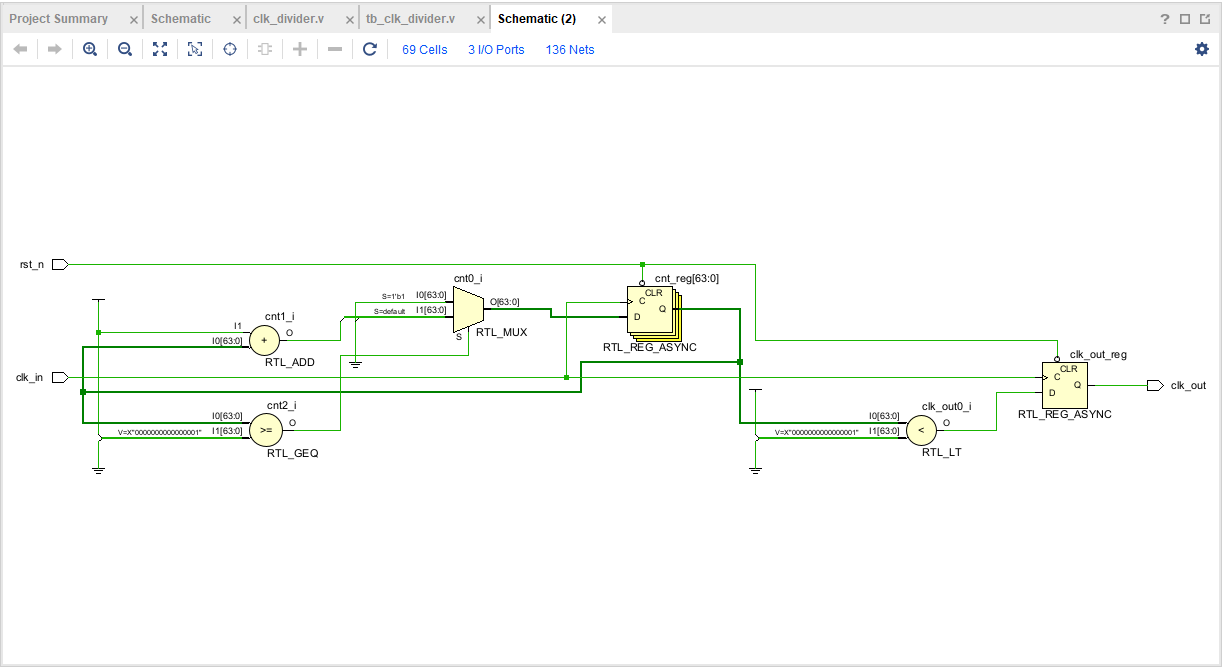 Project Summary × Schematic × clk_divider.v × tb_clk_divider.v × Schematic (2) × ?
69 Cells 3 I/O Ports 136 Nets
rst_n
cnt0_i
cnt_reg[63:0]
CLR
S=1'b1 I0[63:0]
C
O[63:0]
S=default I1[63:0]
Q
D
cnt1_i
I1
O
+
S
RTL_MUX
I0[63:0]
RTL_REG_ASYNC
RTL_ADD
clk_out_reg
CLR
clk_in
C
Q
clk_out
D
cnt2_i
clk_out0_i
RTL_REG_ASYNC
I0[63:0]
O
>=
V=X"0000000000000001" I1[63:0]
RTL_GEQ
I0[63:0]
O
<
V=X"0000000000000001" I1[63:0]
RTL_LT